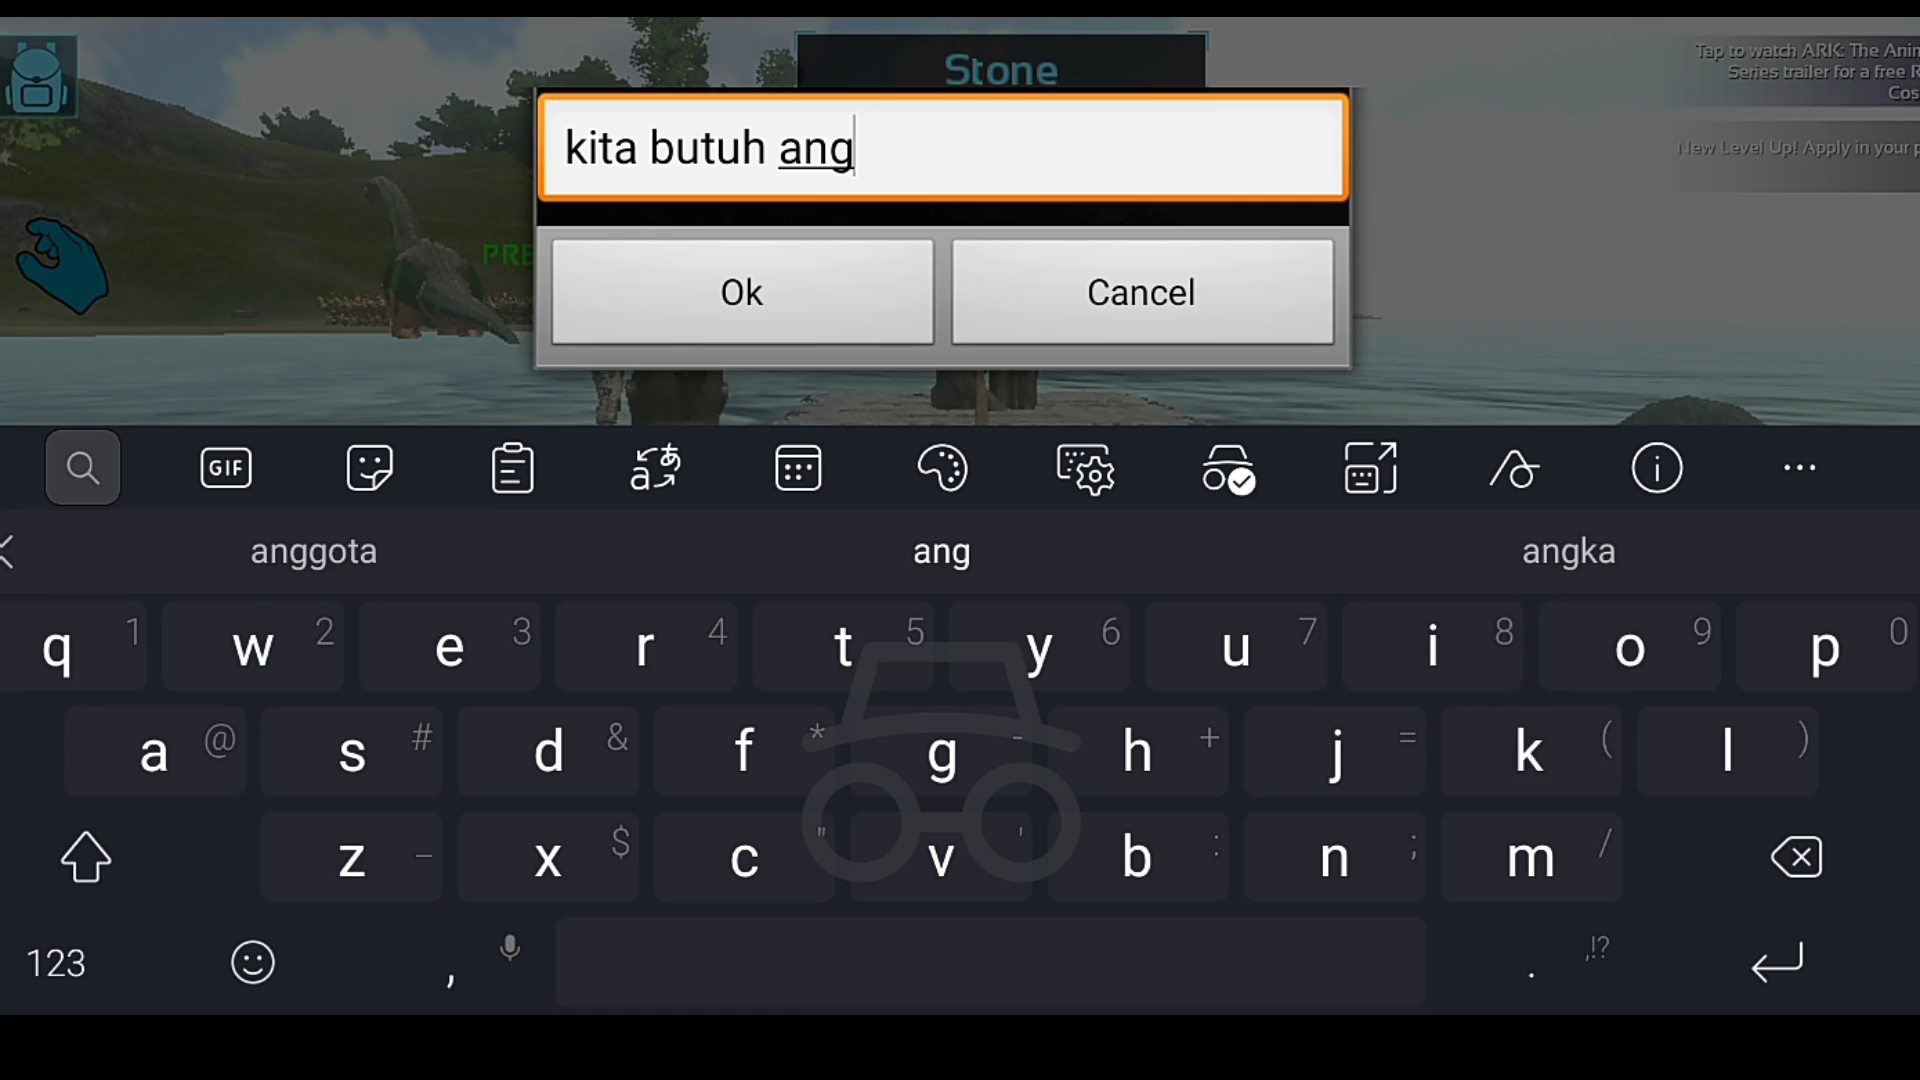 Stone
Tap to watch ARK: The Anim
Series trailer for a free R
Cos
New Level Up! Apply in your p
kita butuh ang
PRE
Ok Cancel
GIF
anggota ang angka
q 1 w 2 e 3 r 4 t 5 y 6 u 7 i 8 o 9 p 0
a @ s # d & f * g - h + j = k ( l )
z _ x $ c " v ' b : n ; m /
123 , . ,!?